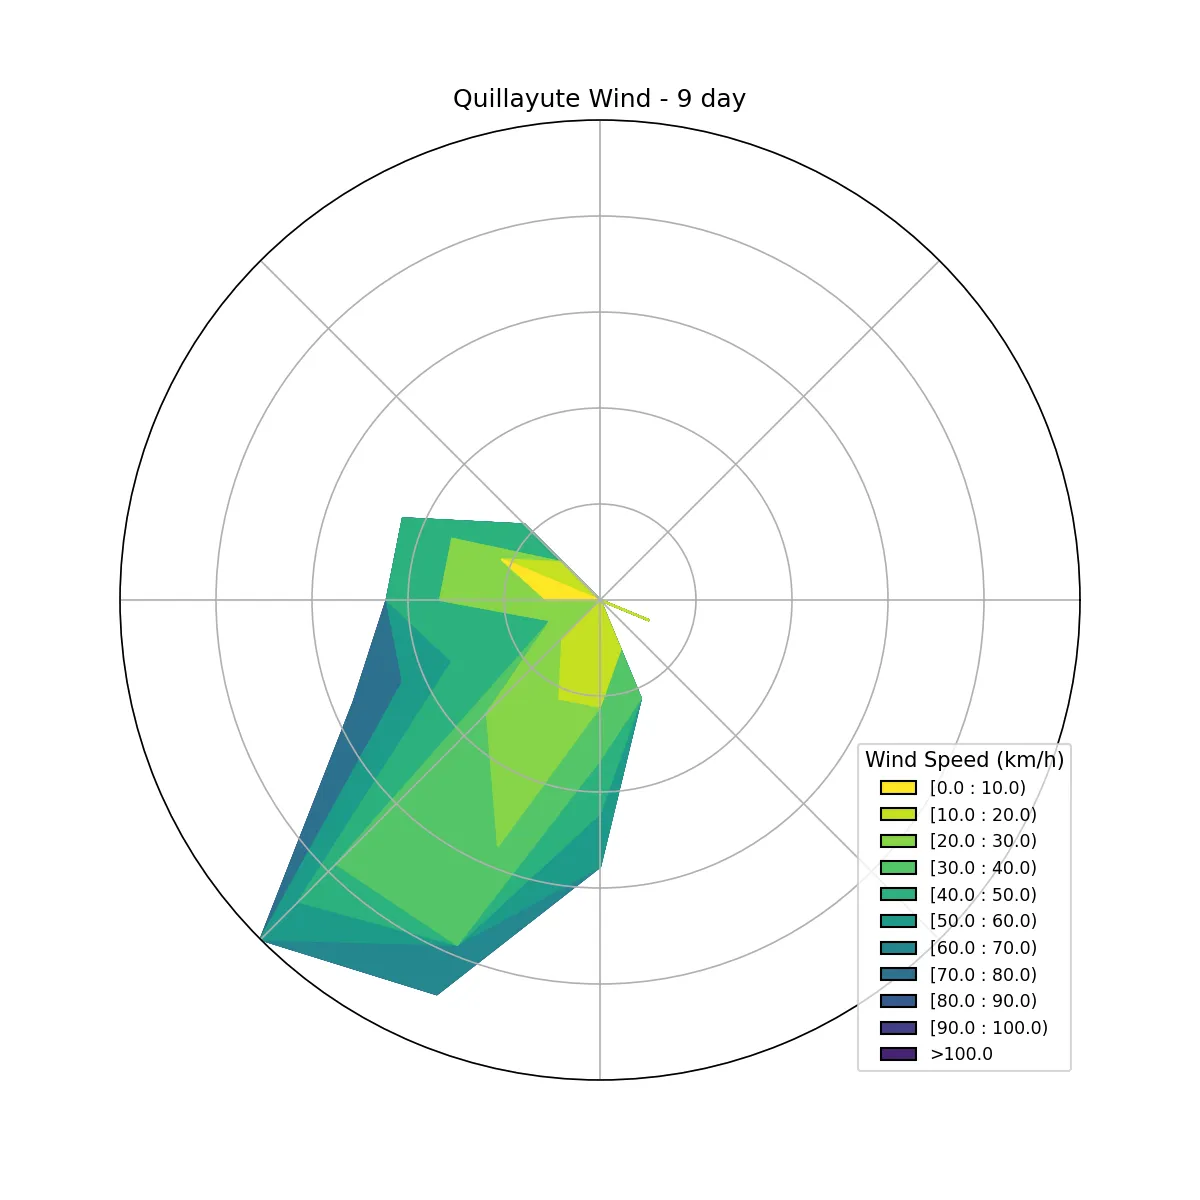 Quillayute Wind - 9 day
Wind Speed (km/h)
[0.0 : 10.0)
[10.0 : 20.0)
[20.0 : 30.0)
[30.0 : 40.0)
[40.0 : 50.0)
[50.0 : 60.0)
[60.0 : 70.0)
[70.0 : 80.0)
[80.0 : 90.0)
[90.0 : 100.0)
>100.0